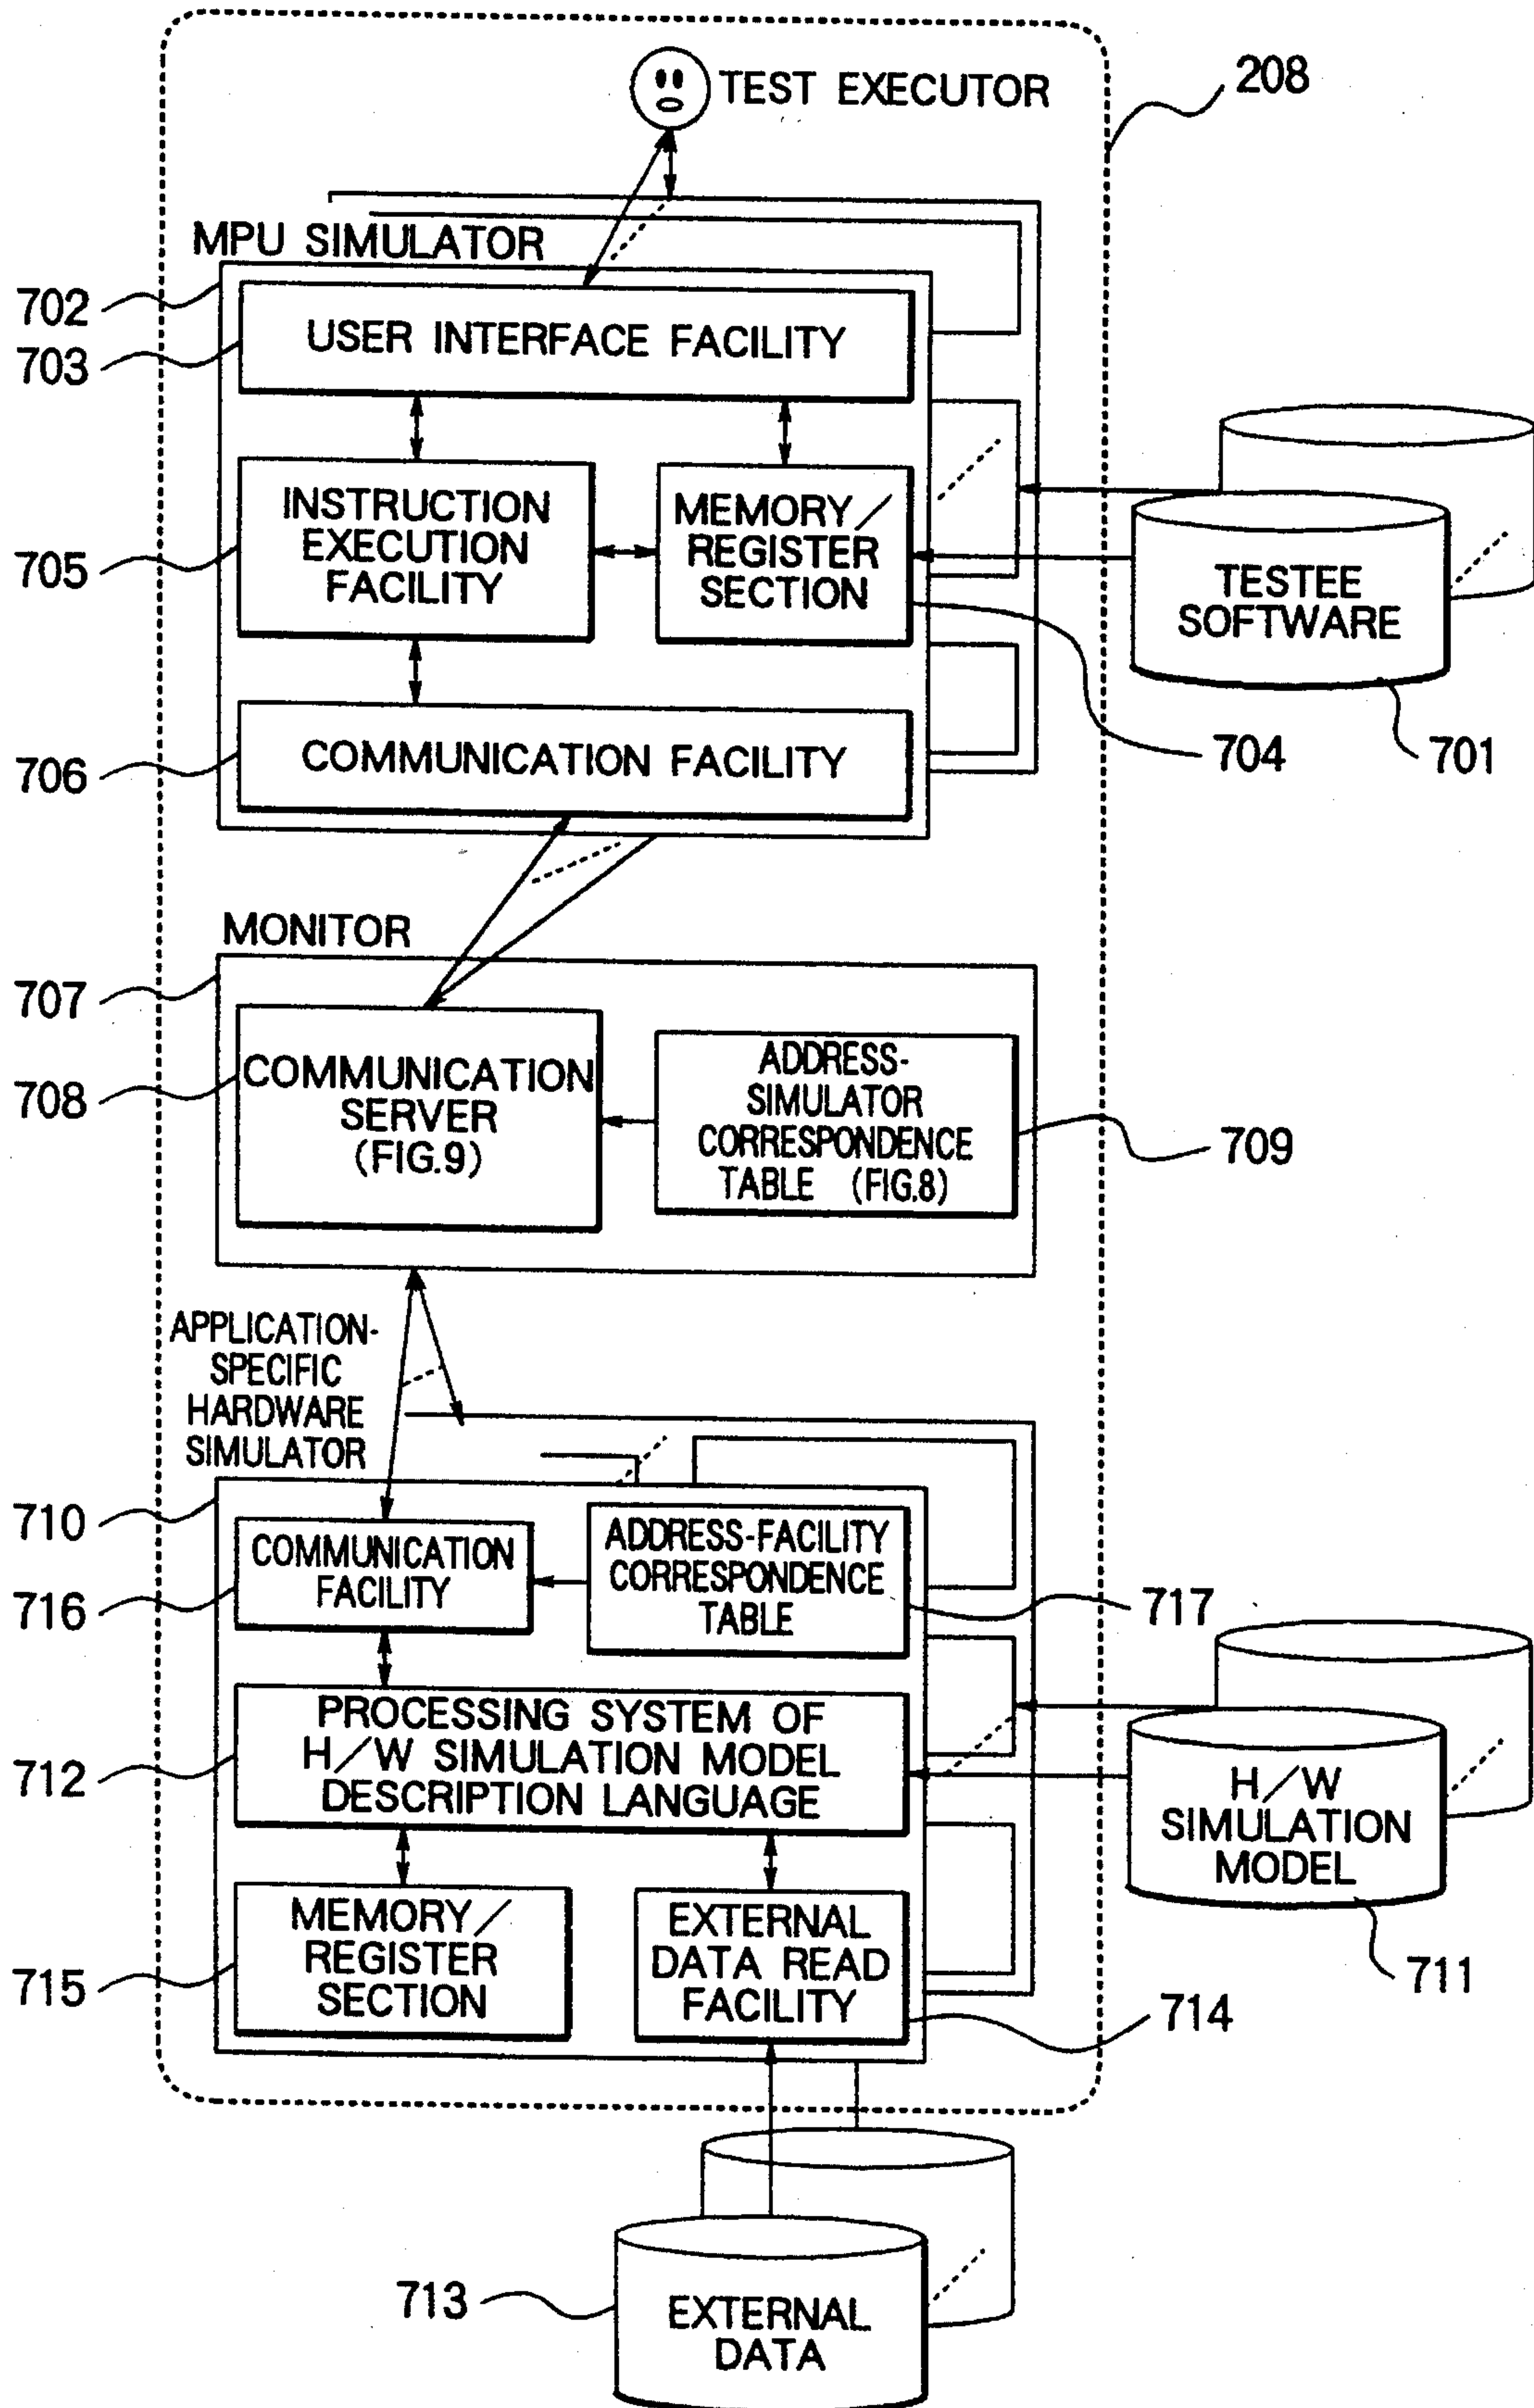 TEST EXECUTOR
208
MPU SIMULATOR
702
USER INTERFACE FACILITY
703
INSTRUCTION
EXECUTION
FACILITY
705
MEMORY/
REGISTER
SECTION
704
TESTEE
SOFTWARE
701
COMMUNICATION FACILITY
706
MONITOR
707
COMMUNICATION
SERVER
(FIG.9)
708
ADDRESS-
SIMULATOR
CORRESPONDENCE
TABLE (FIG.8)
709
APPLICATION-
SPECIFIC
HARDWARE
SIMULATOR
710
COMMUNICATION
FACILITY
716
ADDRESS-FACILITY
CORRESPONDENCE
TABLE
717
PROCESSING SYSTEM OF
H/W SIMULATION MODEL
DESCRIPTION LANGUAGE
712
H/W
SIMULATION
MODEL
711
MEMORY/
REGISTER
SECTION
715
EXTERNAL
DATA READ
FACILITY
714
713
EXTERNAL
DATA